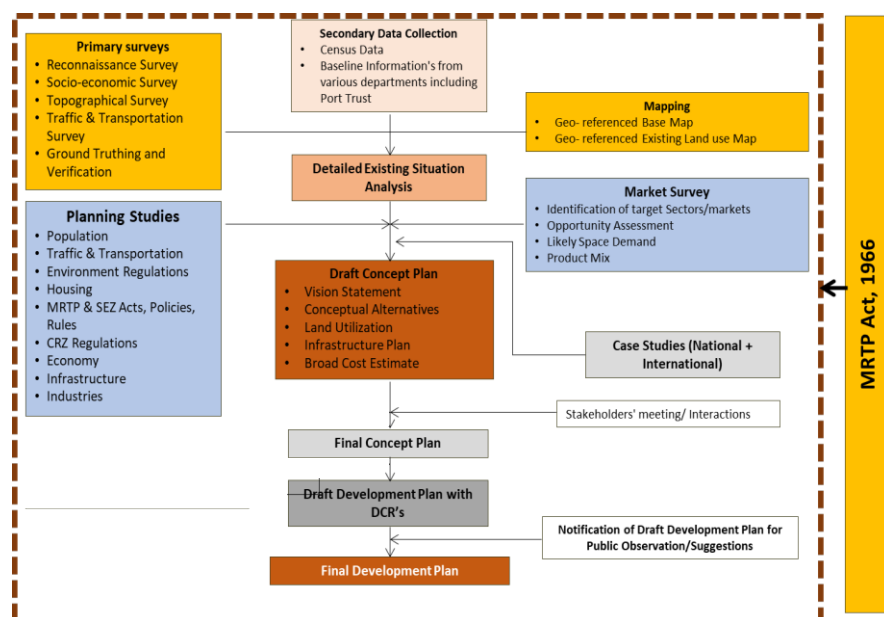 Primary surveys
• Reconnaissance Survey
• Socio-economic Survey
• Topographical Survey
• Traffic & Transportation
Survey
• Ground Truthing and
Verification
Secondary Data Collection
• Census Data
• Baseline Information's from
various departments including
Port Trust
Mapping
• Geo- referenced Base Map
• Geo- referenced Existing Land use Map
Detailed Existing Situation
Analysis
Planning Studies
• Population
• Traffic & Transportation
• Environment Regulations
• Housing
• MRTP & SEZ Acts, Policies,
Rules
• CRZ Regulations
• Economy
• Infrastructure
• Industries
Market Survey
• Identification of target Sectors/markets
• Opportunity Assessment
• Likely Space Demand
• Product Mix
Draft Concept Plan
• Vision Statement
• Conceptual Alternatives
• Land Utilization
• Infrastructure Plan
• Broad Cost Estimate
Case Studies (National +
International)
Stakeholders' meeting/ Interactions
Final Concept Plan
Draft Development Plan with
DCR's
Notification of Draft Development Plan for
Public Observation/Suggestions
Final Development Plan
MRTP Act, 1966